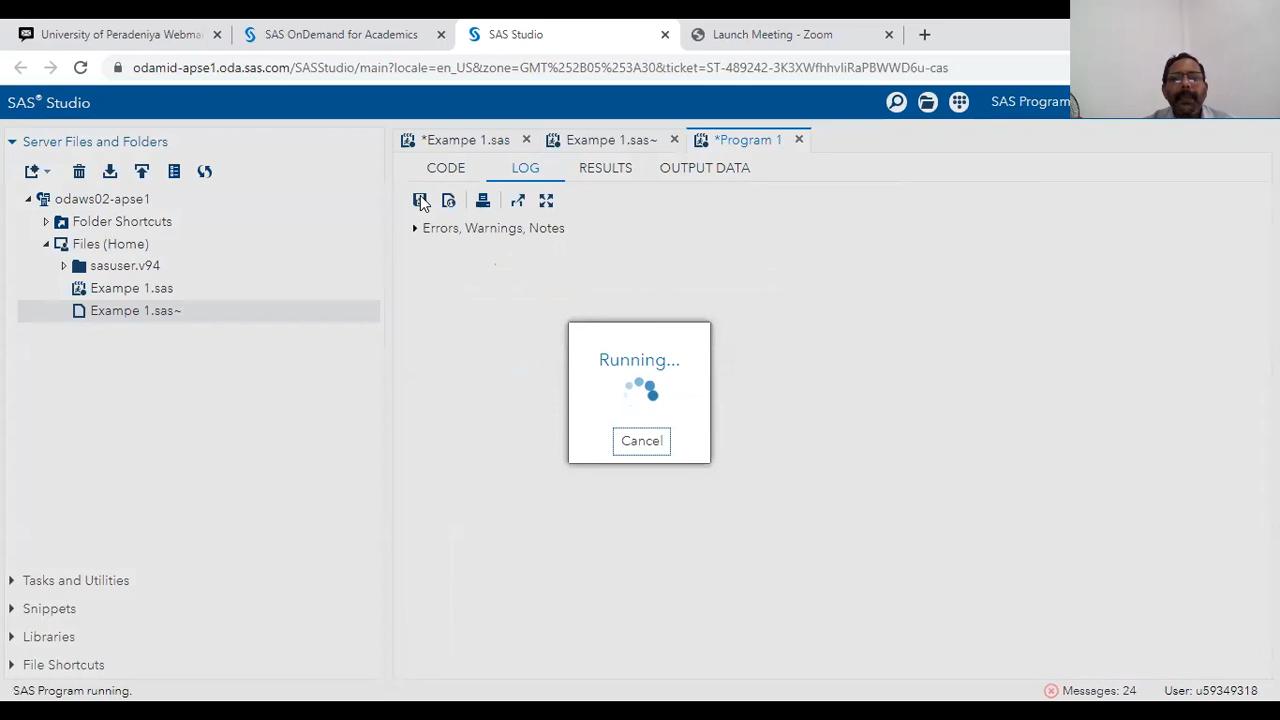 University of Peradeniya Webma
SAS OnDemand for Academics
SAS Studio
Launch Meeting - Zoom
odamid-apse1.oda.sas.com/SASStudio/main?locale=en_US&zone=GMT%252B05%253A30&ticket=ST-489242-3K3XWfhhvIiRaPBWWD6u-cas
SAS® Studio
SAS Program
Server Files and Folders
*Exampe 1.sas
Exampe 1.sas~
*Program 1
CODE
LOG
RESULTS
OUTPUT DATA
odaws02-apse1
Folder Shortcuts
Errors, Warnings, Notes
Files (Home)
sasuser.v94
Exampe 1.sas
Exampe 1.sas~
Running...
Cancel
Tasks and Utilities
Snippets
Libraries
File Shortcuts
SAS Program running.
Messages: 24
User: u59349318